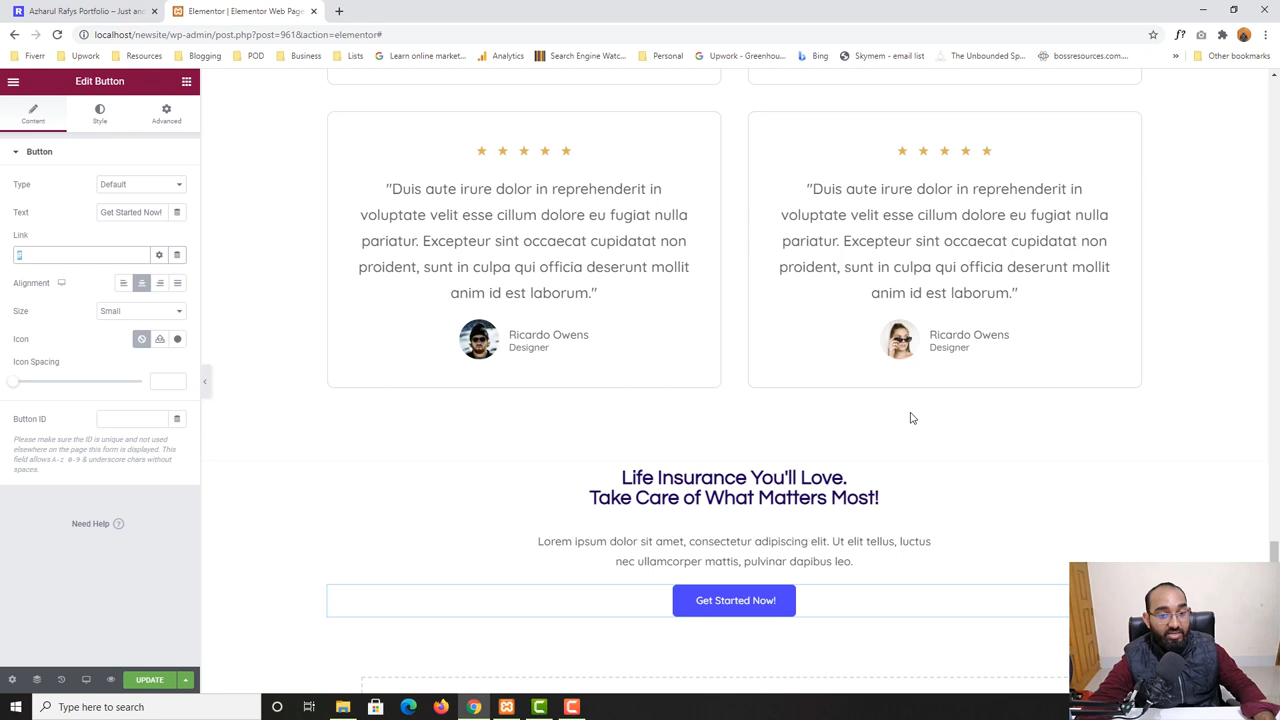 Azharul Rafys Portfolio – Just and
Elementor | Elementor Web Page
localhost/newsite/wp-admin/post.php?post=961&action=elementor#
Fiverr
Upwork
Resources
Blogging
POD
Business
Lists
Learn online market...
Analytics
Search Engine Watc...
Personal
Upwork - Greenhou...
Bing
Skymem - email list
The Unbounded Sp...
bossresources.com...
Other bookmarks
Edit Button
Content
Style
Advanced
Button
Type
Default
Text
Get Started Now!
Link
#
Alignment
Size
Small
Icon
Icon Spacing
Button ID
Please make sure the ID is unique and not used
elsewhere on the page this form is displayed. This
field allows A-z 0-9 & underscore chars without
spaces.
Need Help
UPDATE
"Duis aute irure dolor in reprehenderit in
voluptate velit esse cillum dolore eu fugiat nulla
pariatur. Excepteur sint occaecat cupidatat non
proident, sunt in culpa qui officia deserunt mollit
anim id est laborum."
Ricardo Owens
Designer
"Duis aute irure dolor in reprehenderit in
voluptate velit esse cillum dolore eu fugiat nulla
pariatur. Excepteur sint occaecat cupidatat non
proident, sunt in culpa qui officia deserunt mollit
anim id est laborum."
Ricardo Owens
Designer
Life Insurance You'll Love.
Take Care of What Matters Most!
Lorem ipsum dolor sit amet, consectetur adipiscing elit. Ut elit tellus, luctus
nec ullamcorper mattis, pulvinar dapibus leo.
Get Started Now!
Type here to search